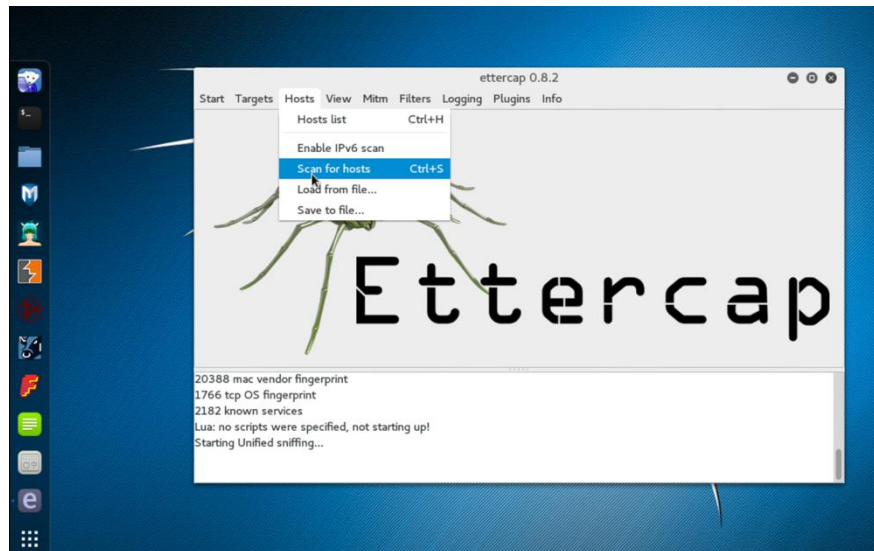 ettercap 0.8.2
Start Targets Hosts View Mitm Filters Logging Plugins Info
Hosts list Ctrl+H
Enable IPv6 scan
Scan for hosts Ctrl+S
Load from file...
Save to file...
Ettercap
20388 mac vendor fingerprint
1766 tcp OS fingerprint
2182 known services
Lua: no scripts were specified, not starting up!
Starting Unified sniffing...